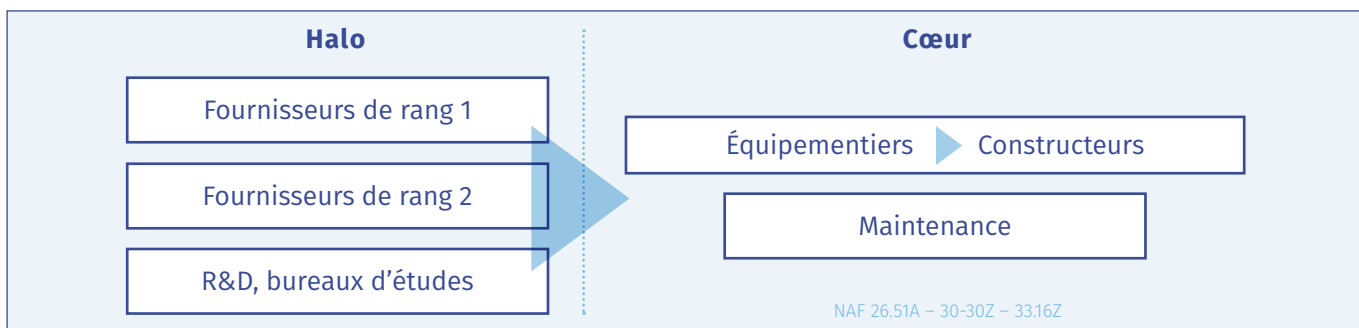 Halo
Fournisseurs de rang 1
Fournisseurs de rang 2
R&D, bureaux d’études
Cœur
Équipementiers Constructeurs
Maintenance
NAF 26.51A – 30-30Z – 33.16Z